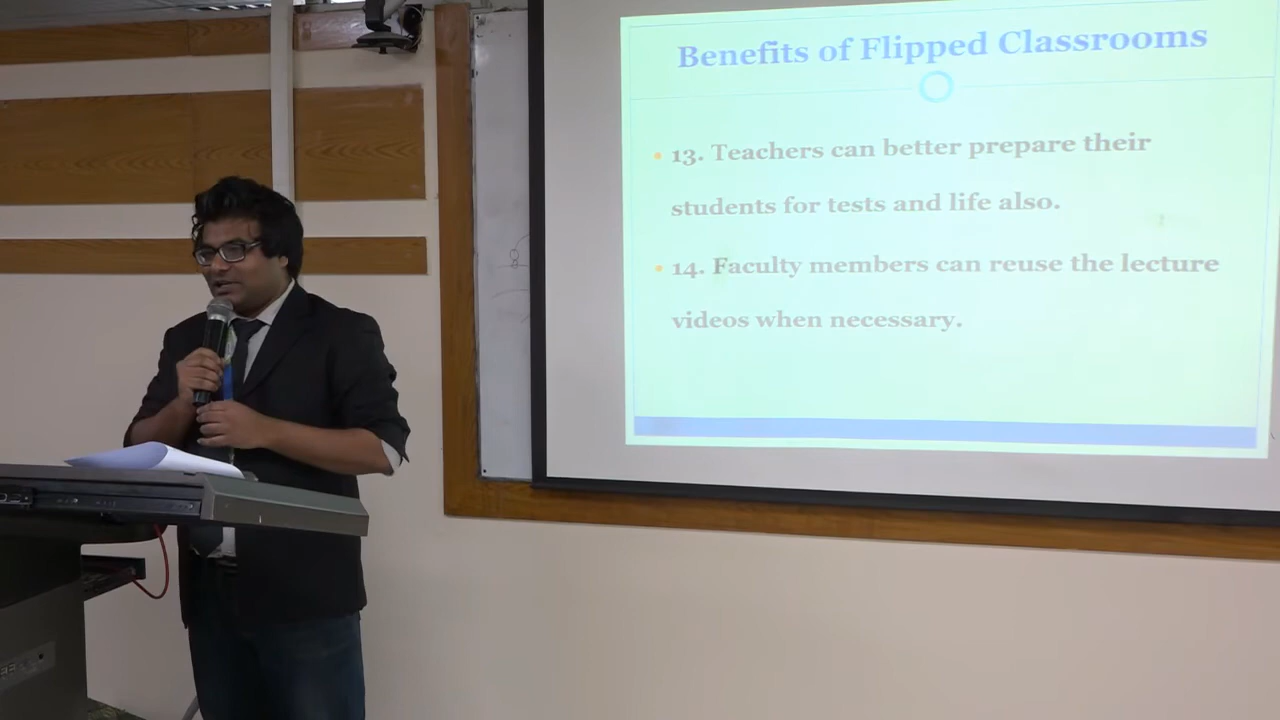 Benefits of Flipped Classrooms
• 13. Teachers can better prepare their
students for tests and life also.
• 14. Faculty members can reuse the lecture
videos when necessary.